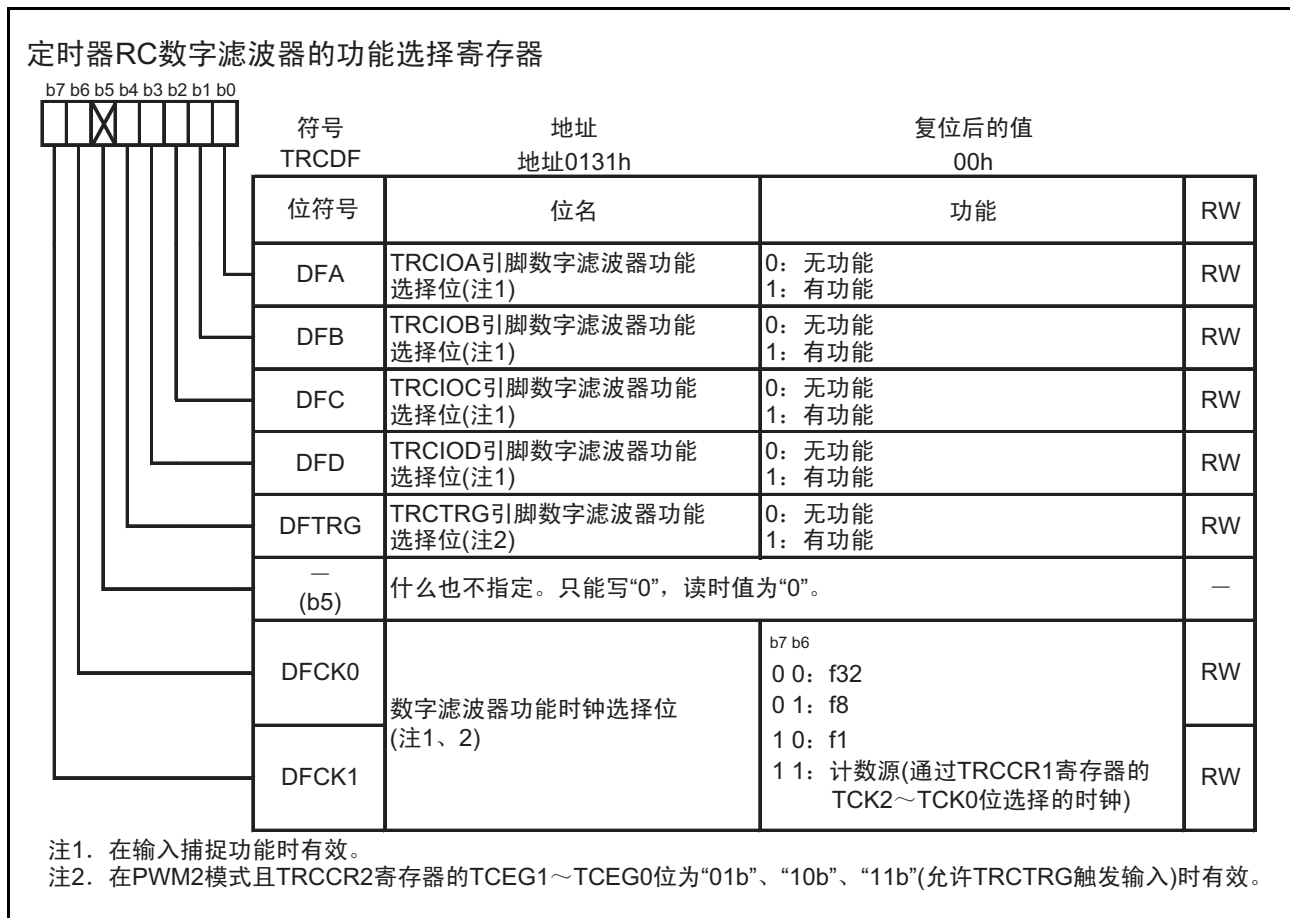 定时器RC数字滤波器的功能选择寄存器
b7 b6 b5 b4 b3 b2 b1 b0
符号 地址 复位后的值
TRCDF 地址0131h 00h
位符号 位名 功能 RW
DFA TRCIOA引脚数字滤波器功能 选择位(注1) 0：无功能 1：有功能 RW
DFB TRCIOB引脚数字滤波器功能 选择位(注1) 0：无功能 1：有功能 RW
DFC TRCIOC引脚数字滤波器功能 选择位(注1) 0：无功能 1：有功能 RW
DFD TRCIOD引脚数字滤波器功能 选择位(注1) 0：无功能 1：有功能 RW
DFTRG TRCTRG引脚数字滤波器功能 选择位(注2) 0：无功能 1：有功能 RW
— (b5) 什么也不指定。只能写“0”，读时值为“0”。 —
DFCK0 数字滤波器功能时钟选择位 (注1、2) b7 b6 RW
0 0：f32
0 1：f8
DFCK1 1 0：f1 RW
1 1：计数源(通过TRCCR1寄存器的
TCK2～TCK0位选择的时钟)
注1．在输入捕捉功能时有效。
注2．在PWM2模式且TRCCR2寄存器的TCEG1～TCEG0位为“01b”、“10b”、“11b”(允许TRCTRG触发输入)时有效。